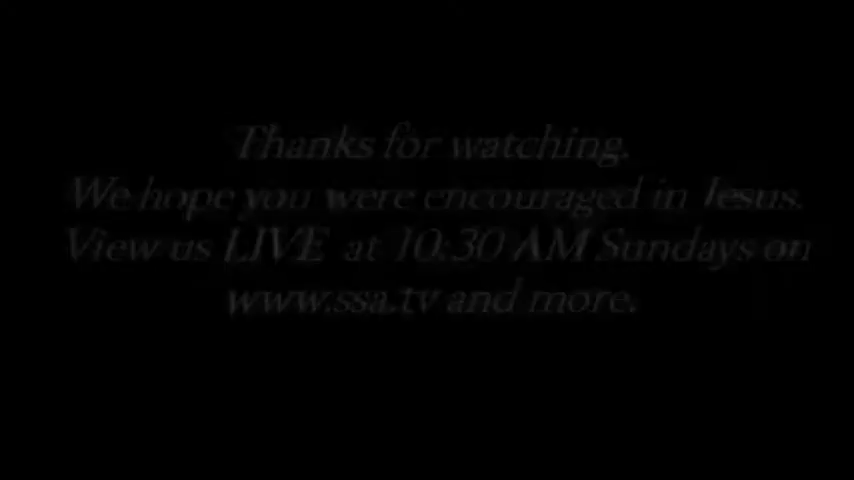 Thanks for watching.
We hope you were encouraged in Jesus.
View us LIVE at 10:30 AM Sundays on
www.ssa.tv and more.